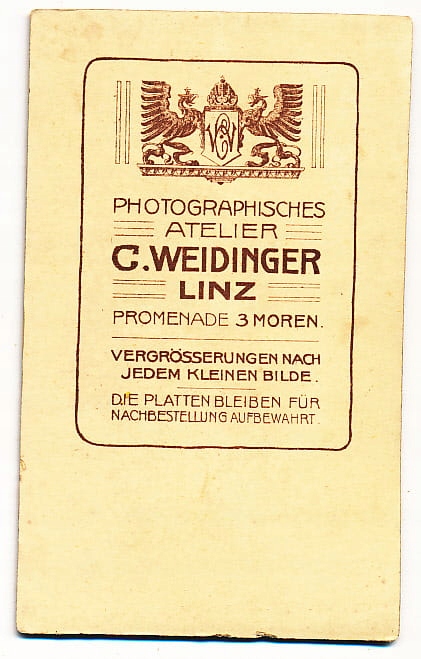 PHOTOGRAPHISCHES
ATELIER
C. WEIDINGER
LINZ
PROMENADE 3 MOREN.
VERGRÖSSERUNGEN NACH
JEDEM KLEINEN BILDE.
DIE PLATTEN BLEIBEN FÜR
NACHBESTELLUNG AUFBEWAHRT.